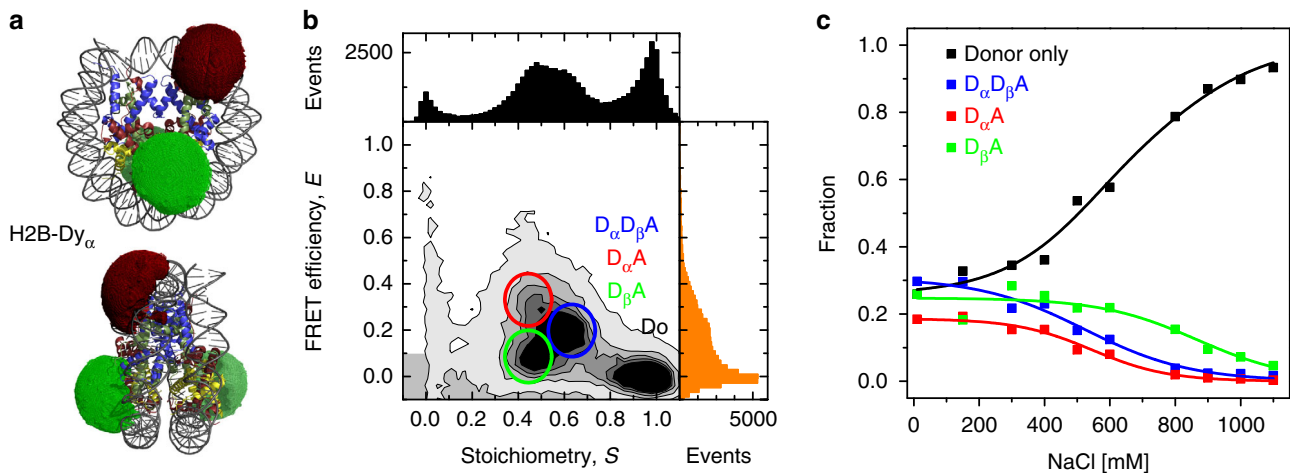 a
H2B-Dyα
b
2500
Events
1.0
0.8
0.6
0.4
0.2
0.0
FRET efficiency, E
DαDβA
DαA
DβA
Do
0.0 0.2 0.4 0.6 0.8 1.0
Stoichiometry, S
5000
Events
c
1.0
0.8
0.6
0.4
0.2
0.0
Fraction
Donor only
DαDβA
DαA
DβA
0 200 400 600 800 1000
NaCl [mM]